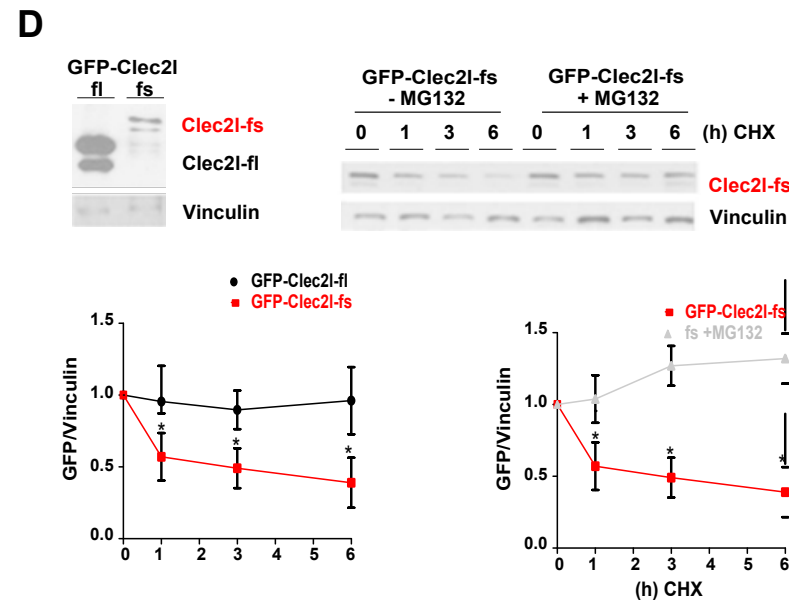 D
GFP-Clec2l
fl fs
Clec2l-fs
Clec2l-fl
Vinculin
GFP-Clec2l-fs GFP-Clec2l-fs
- MG132 + MG132
0 1 3 6 0 1 3 6 (h) CHX
Clec2l-fs
Vinculin
GFP-Clec2l-fl
GFP-Clec2l-fs
GFP/Vinculin
1.5
1.0
0.5
0.0
* * *
0 1 2 3 4 5 6
GFP-Clec2l-fs
fs +MG132
GFP/Vinculin
1.5
1.0
0.5
0.0
* * *
0 1 2 3 4 5 6
(h) CHX